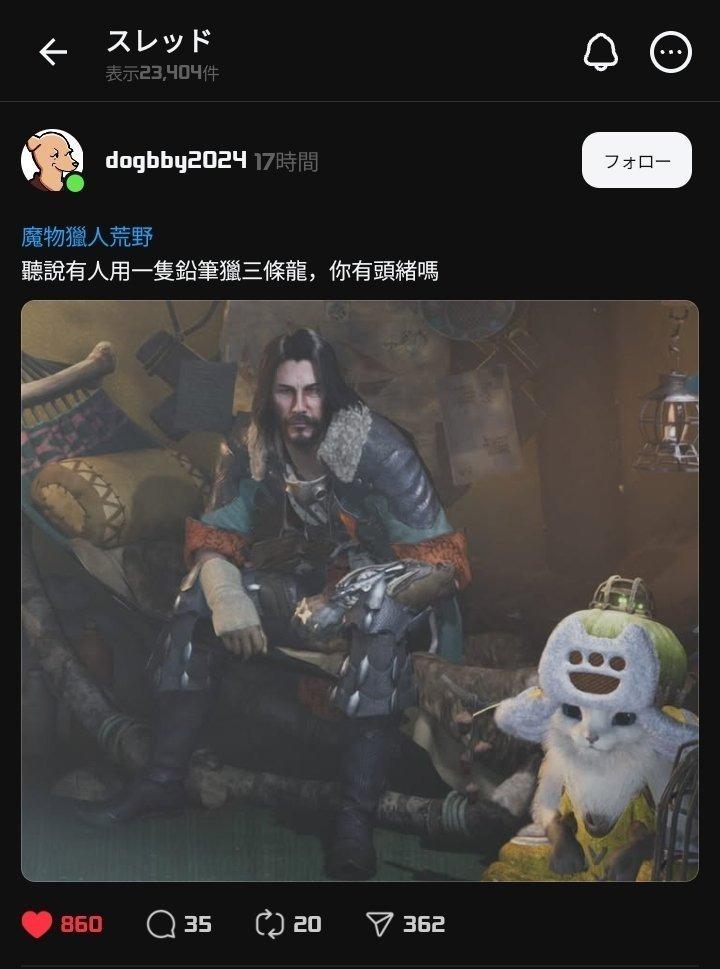 スレッド
表示23,404件
dogbby2024 17時間
フォロー
魔物獵人荒野
聽說有人用一隻鉛筆獵三條龍，你有頭緒嗎
860 35 20 362